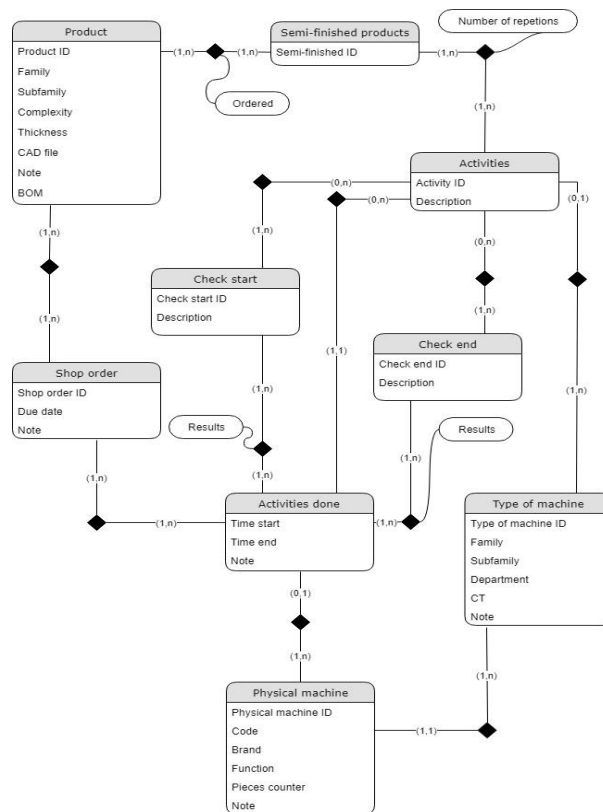 Product
Product ID
Family
Subfamily
Complexity
Thickness
CAD file
Note
BOM
(1,n)
(1,n)
Ordered
Semi-finished products
Semi-finished ID
(1,n)
Number of repetions
(1,n)
Activities
Activity ID
Description
(0,n)
(0,n)
(0,1)
(0,n)
(1,n)
(1,n)
Check start
Check start ID
Description
(1,n)
(1,n)
(1,1)
(1,n)
Check end
Check end ID
Description
Shop order
Shop order ID
Due date
Note
(1,n)
(1,n)
Results
(1,n)
(1,n)
Results
(1,n)
(1,n)
Activities done
Time start
Time end
Note
(1,n)
Type of machine
Type of machine ID
Family
Subfamily
Department
CT
Note
(0,1)
(1,n)
(1,n)
Physical machine
Physical machine ID
Code
Brand
Function
Pieces counter
Note
(1,1)